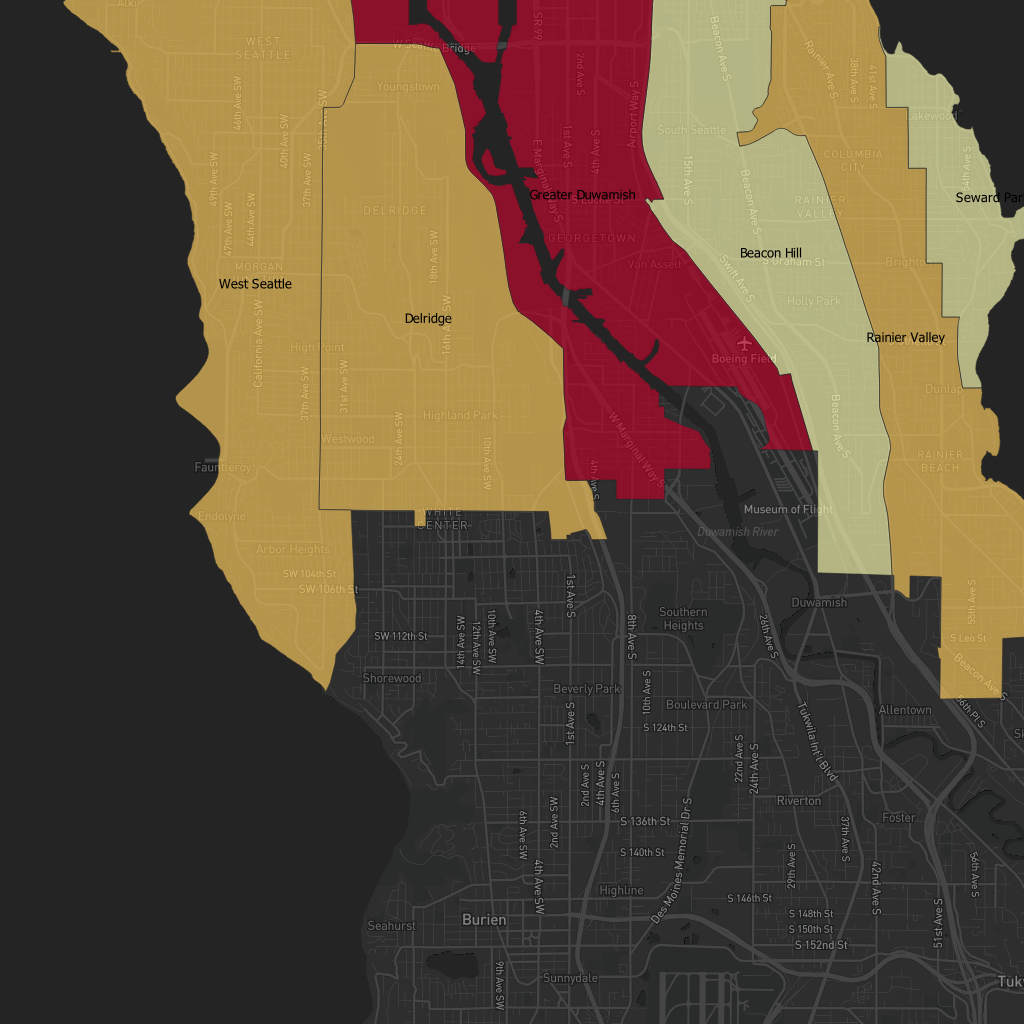 Alki
WEST
SEATTLE
W Seattle Bridge
SR 99
2nd Ave S
Beacon Ave S
Rainier Ave S
38th Ave S
41st Ave S
Youngstown
46th Ave SW
40th Ave SW
35th Ave SW
Airport Way S
Lakewood
South Seattle
1st Ave S
4th Ave S
E Marginal Way S
15th Ave S
COLUMBIA
CITY
49th Ave SW
37th Ave SW
Beacon Ave S
54th Ave S
Greater Duwamish
Seward Par
44th Ave SW
47th Ave SW
DELRIDGE
RAINIER
VALLEY
GEORGETOWN
18th Ave SW
Beacon Hill
S Graham St
Brighton
Van Asselt
Swift Ave S
MORGAN
West Seattle
Holly Park
Delridge
16th Ave SW
California Ave SW
Rainier Valley
High Point
Boeing Field
37th Ave SW
31st Ave SW
Dunlap
Highland Park
24th Ave SW
Westwood
Beacon Ave S
W Marginal Way S
10th Ave SW
4th Ave S
RAINIER
BEACH
Fauntleroy
Endolyne
WHITE
CENTER
Museum of Flight
Duwamish River
Arbor Heights
SW 104th St
SW 106th St
1st Ave S
Duwamish
55th Ave S
Southern
Heights
8th Ave S
26th Ave S
14th Ave SW
12th Ave SW
10th Ave SW
4th Ave SW
SW 112th St
S Leo St
Beacon Ave S
Shorewood
Beverly Park
10th Ave S
Boulevard Park
56th Pl S
Allentown
1st Ave S
S 124th St
Tukwila Int'l Blvd
22nd Ave S
24th Ave S
Sk
2nd Ave S
4th Ave S
6th Ave S
Riverton
6th Ave SW
2nd Ave SW
S 136th St
Foster
37th Ave S
Des Moines Memorial Dr S
S 140th St
29th Ave S
42nd Ave S
56th Ave S
4th Ave SW
Highline
S 146th St
S 148th St
51st Ave S
Seahurst
Burien
S 150th St
S 152nd St
9th Ave SW
Sunnydale
Tuk